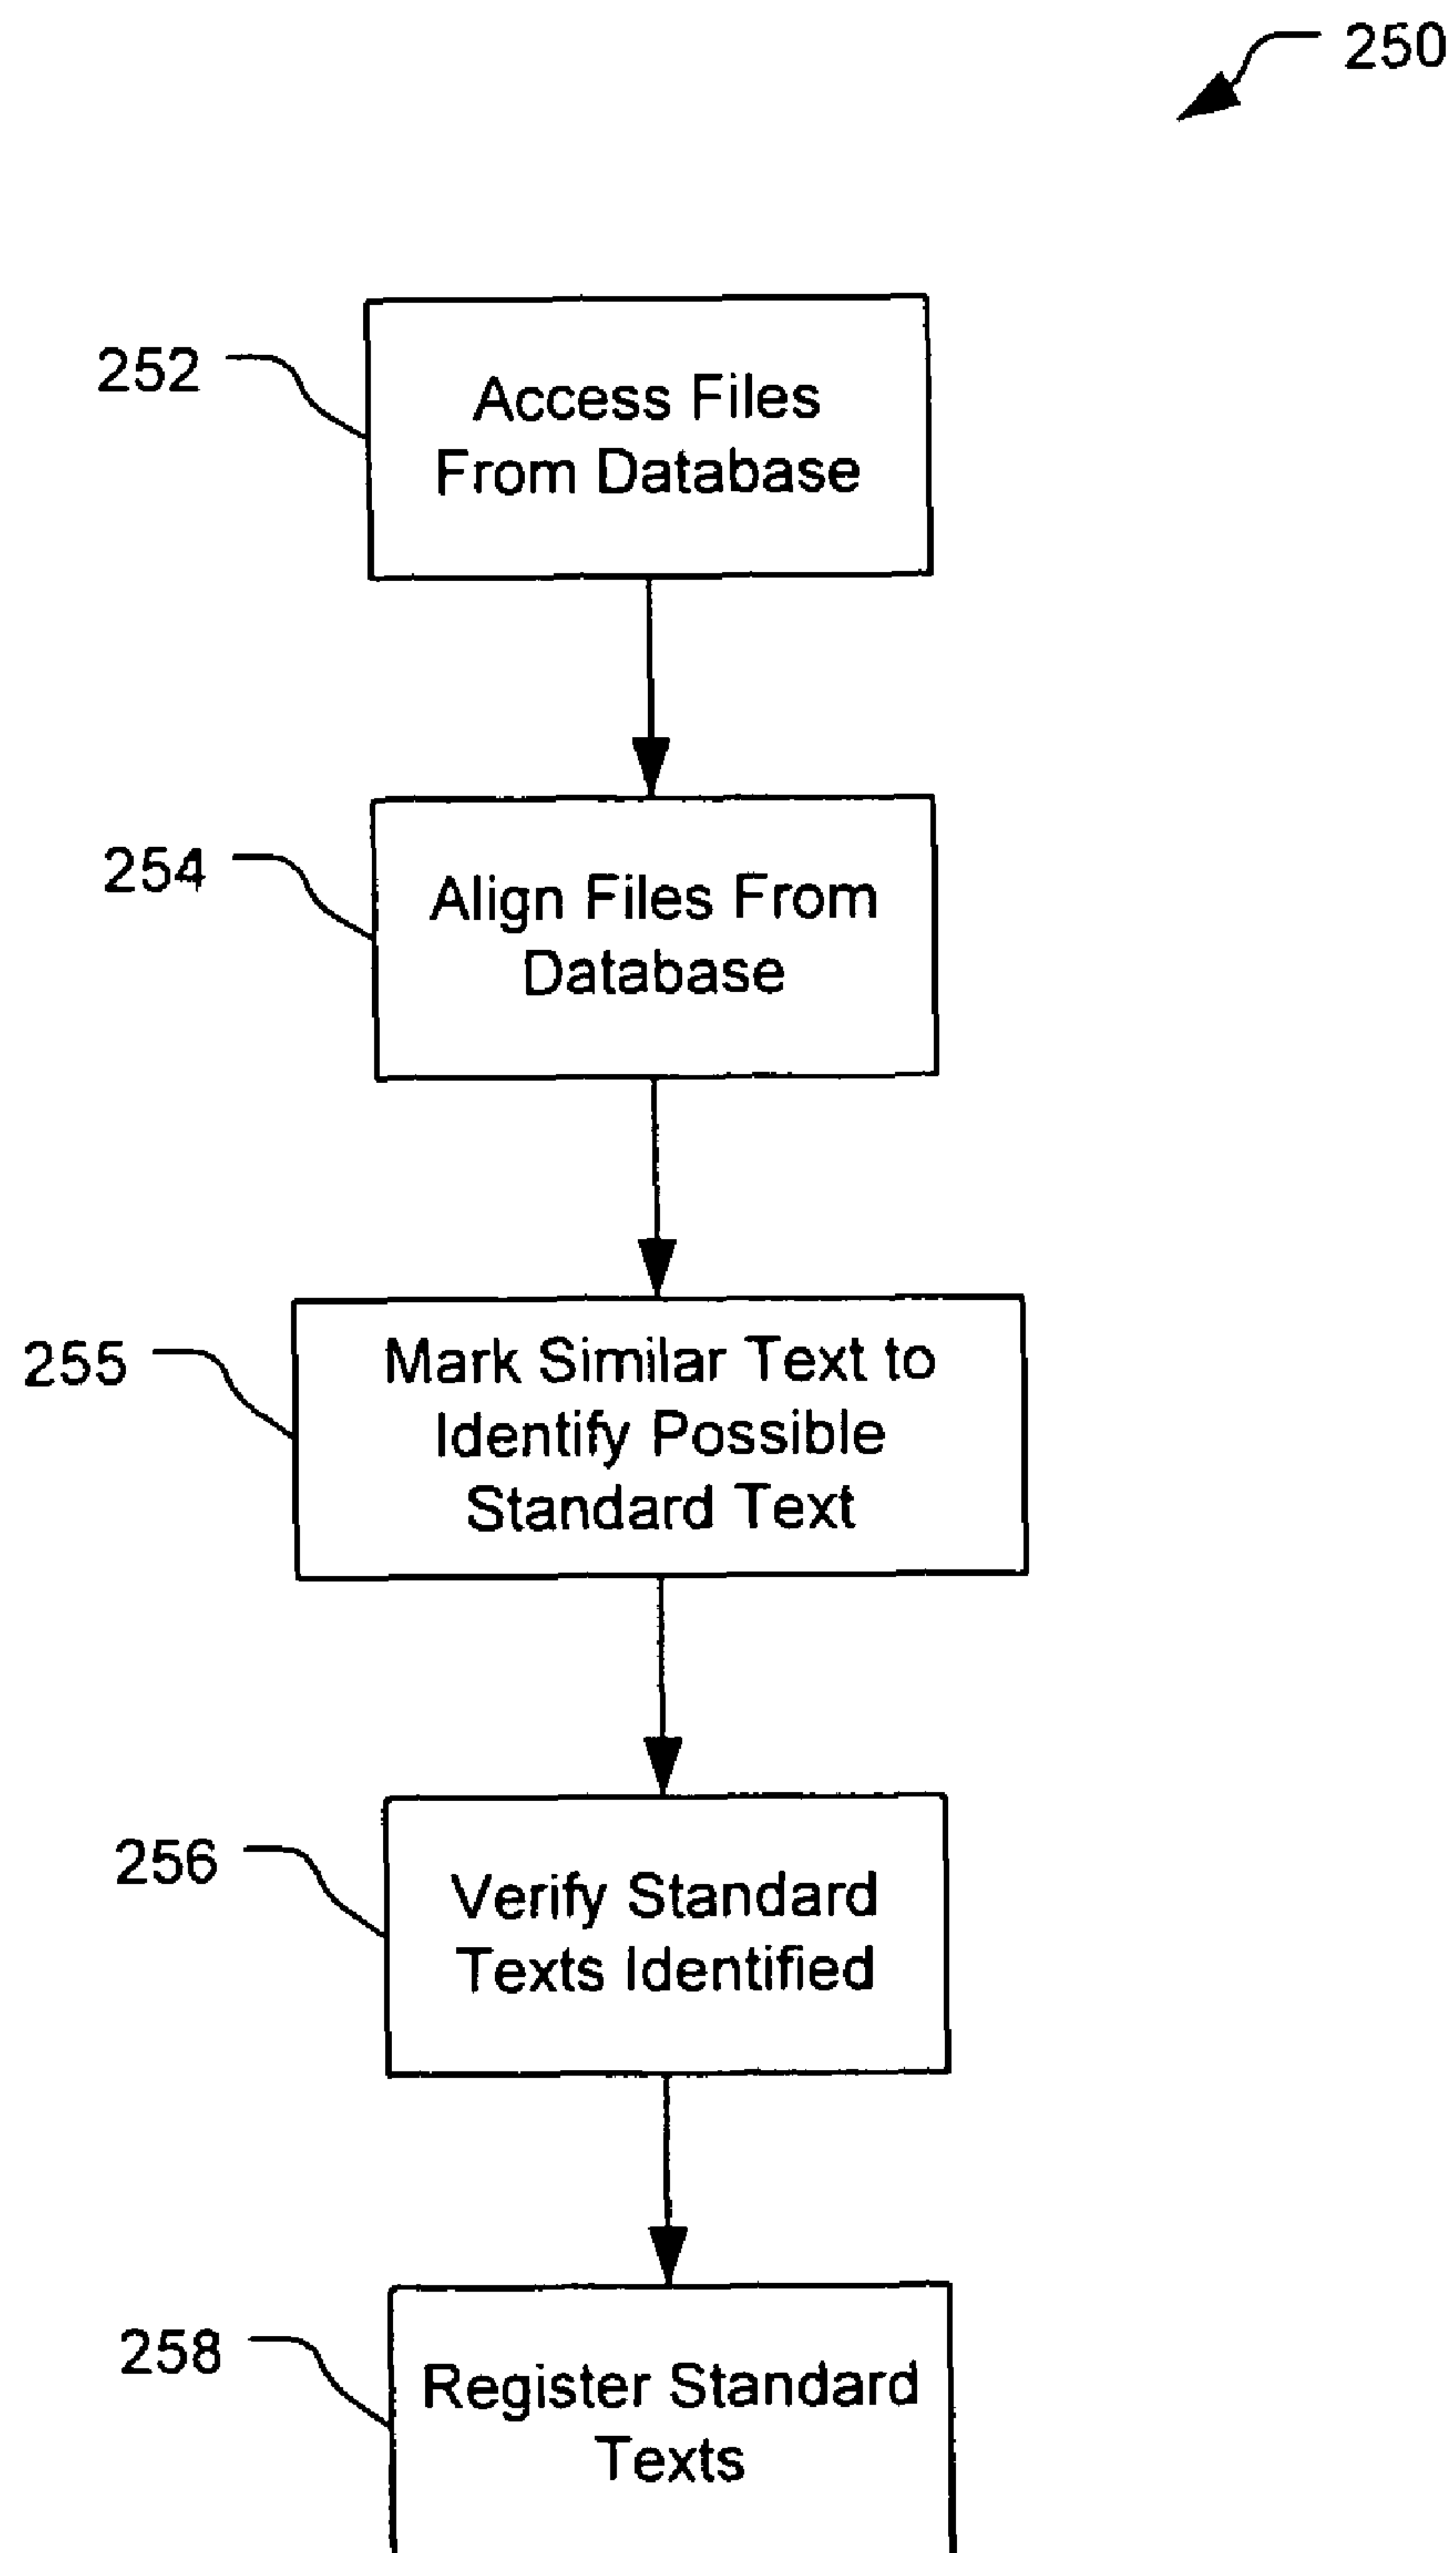 250
252
Access Files
From Database
254
Align Files From
Database
255
Mark Similar Text to
Identify Possible
Standard Text
256
Verify Standard
Texts Identified
258
Register Standard
Texts